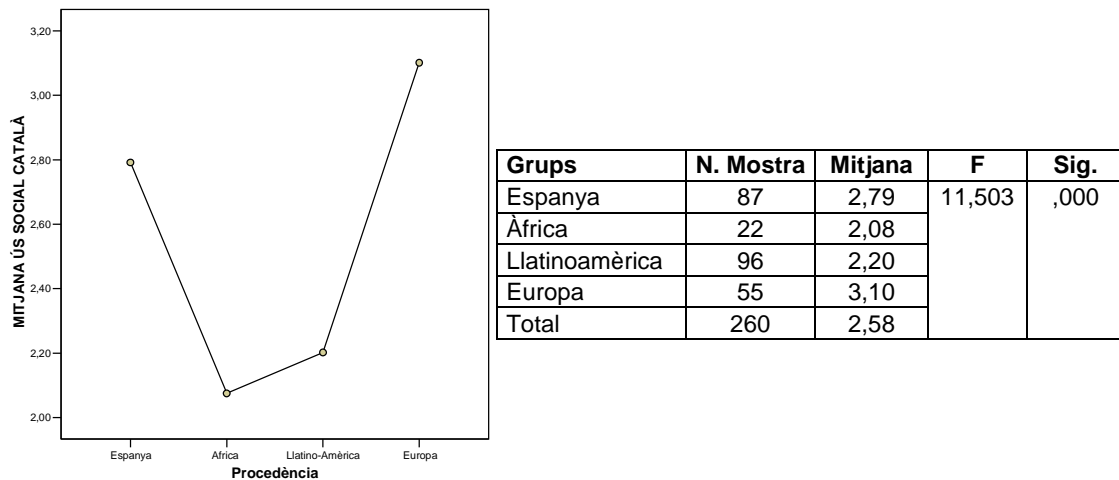 3,20
3,00
2,80
2,60
2,40
2,20
2,00
MITJANA ÚS SOCIAL CATALÀ
Espanya Africa Llatino-Amèrica Europa
Procedència
Grups N. Mostra Mitjana F Sig.
Espanya 87 2,79 11,503 ,000
Àfrica 22 2,08
Llatinoamèrica 96 2,20
Europa 55 3,10
Total 260 2,58